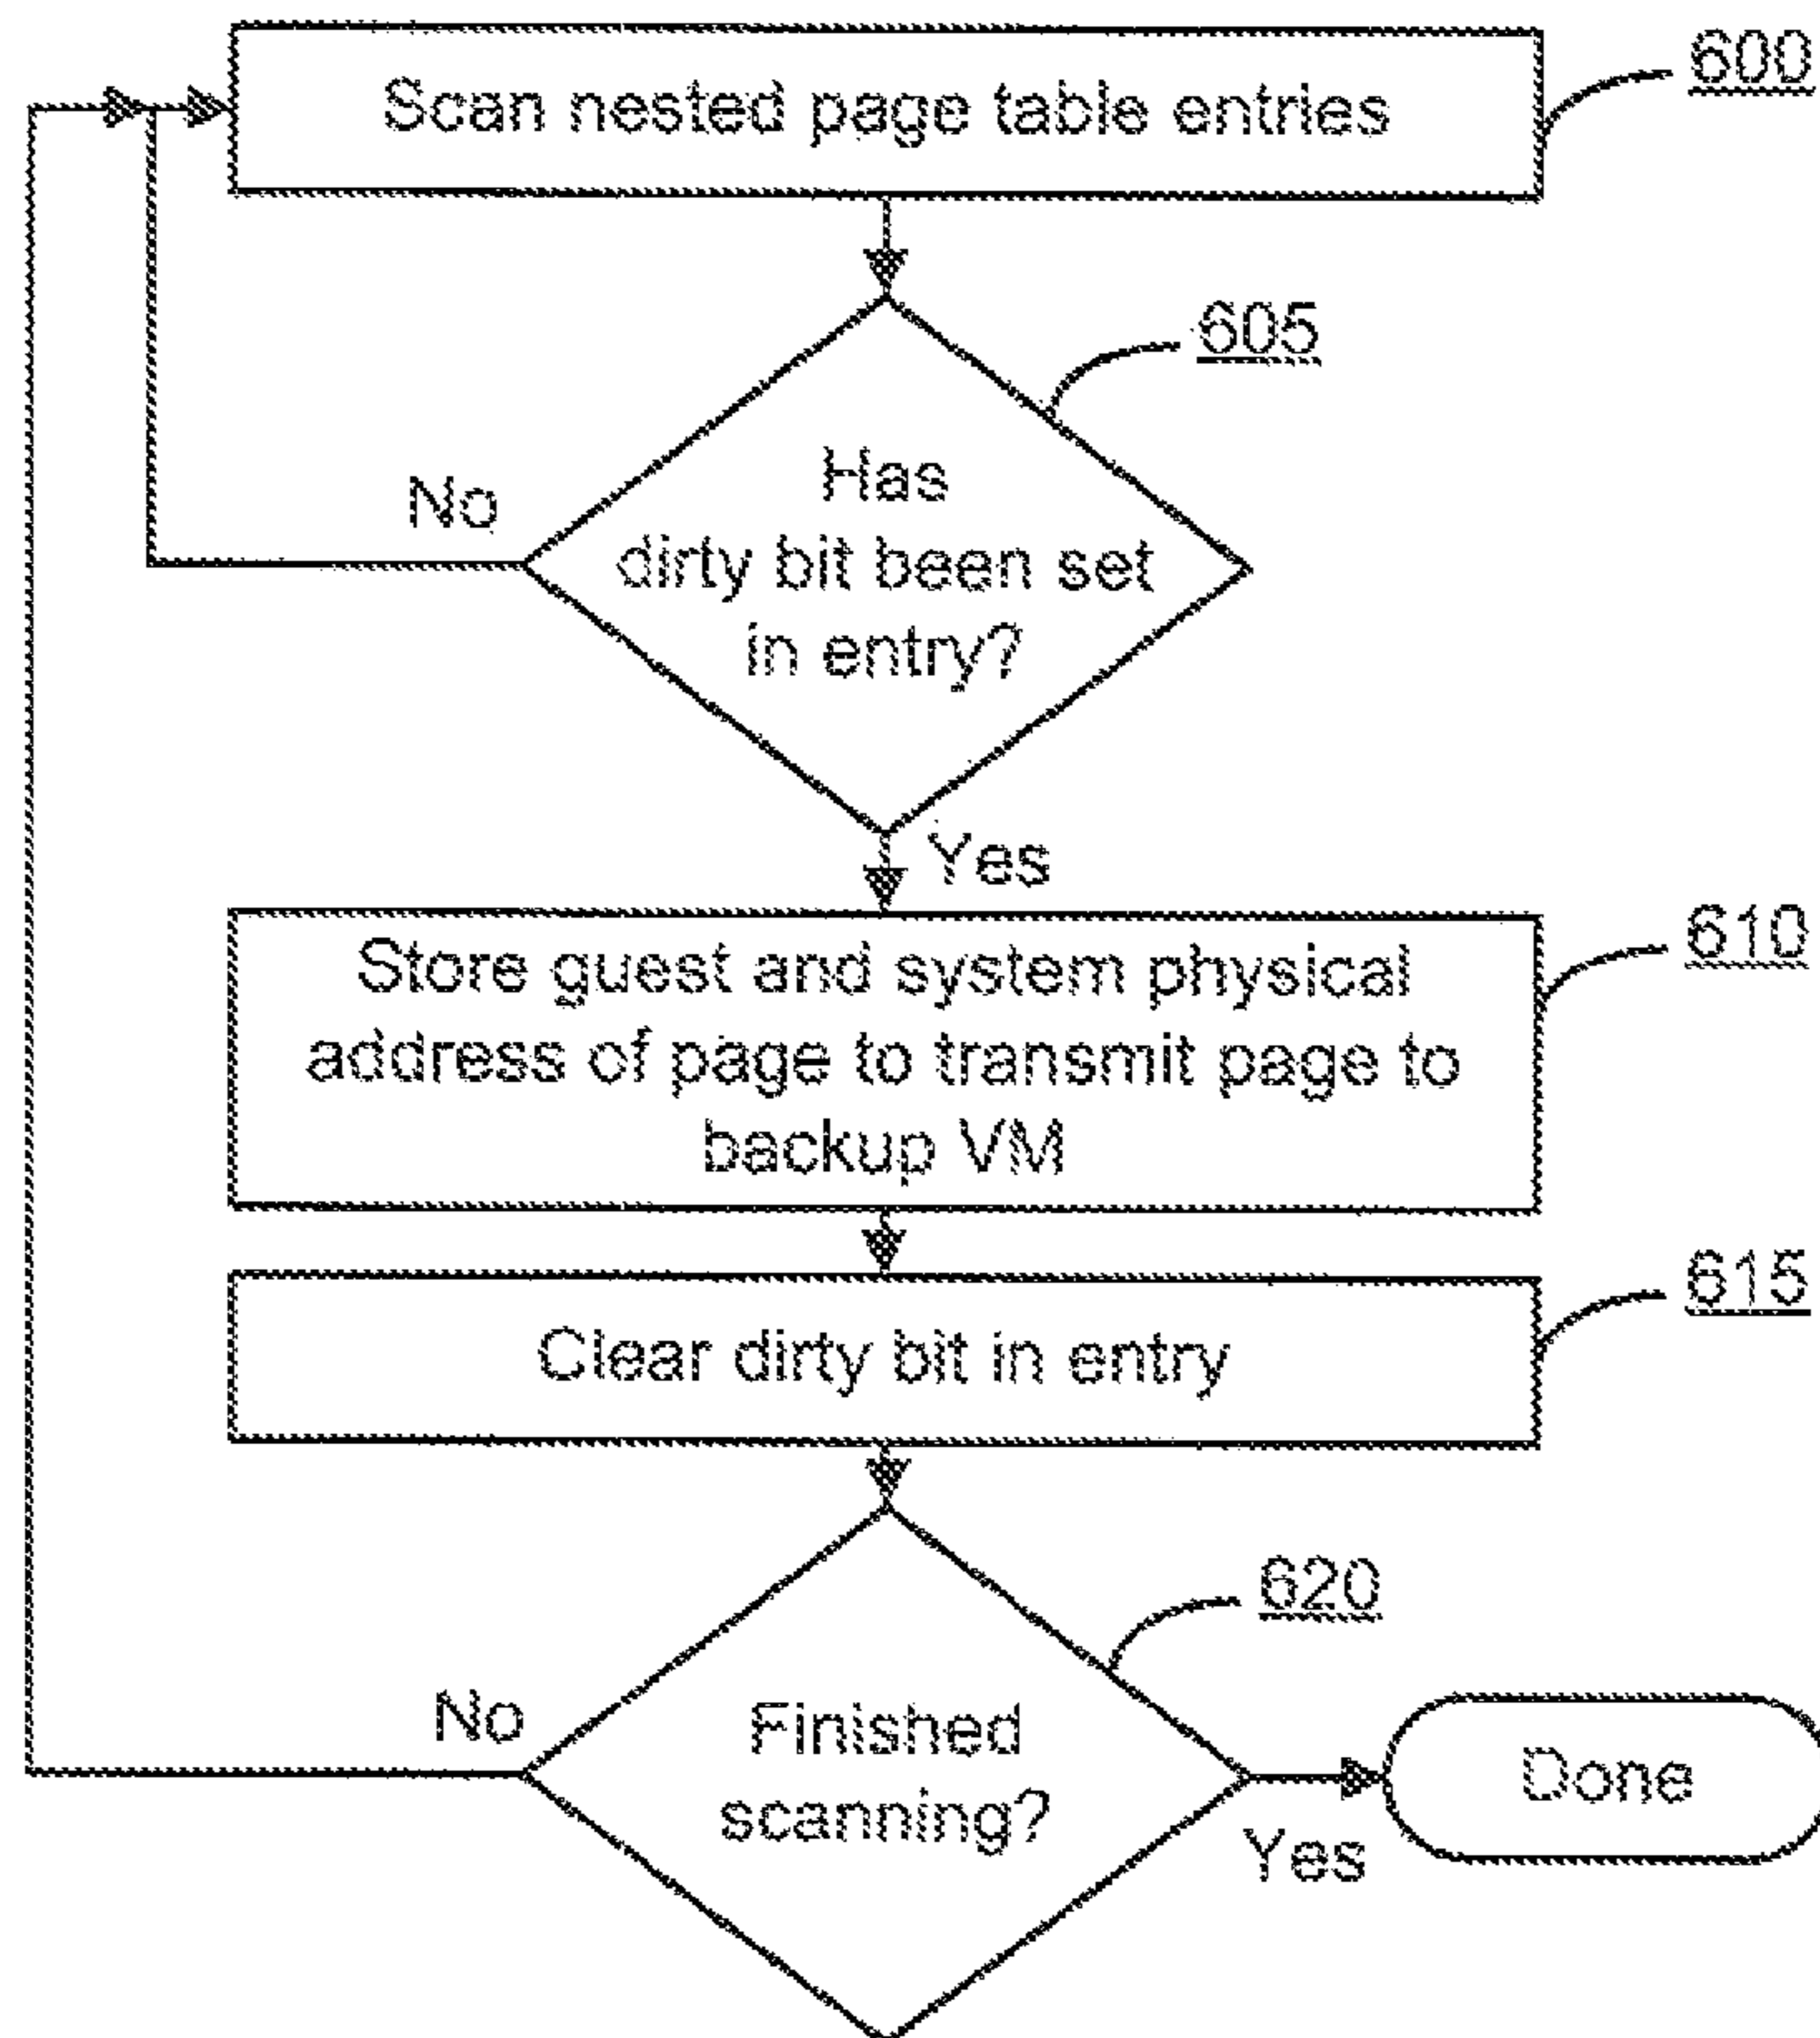 Scan nested page table entries
600
605
Has
dirty bit been set
in entry?
No
Yes
Store guest and system physical
address of page to transmit page to
backup VM
610
Clear dirty bit in entry
615
620
Finished
scanning?
No
Yes
Done